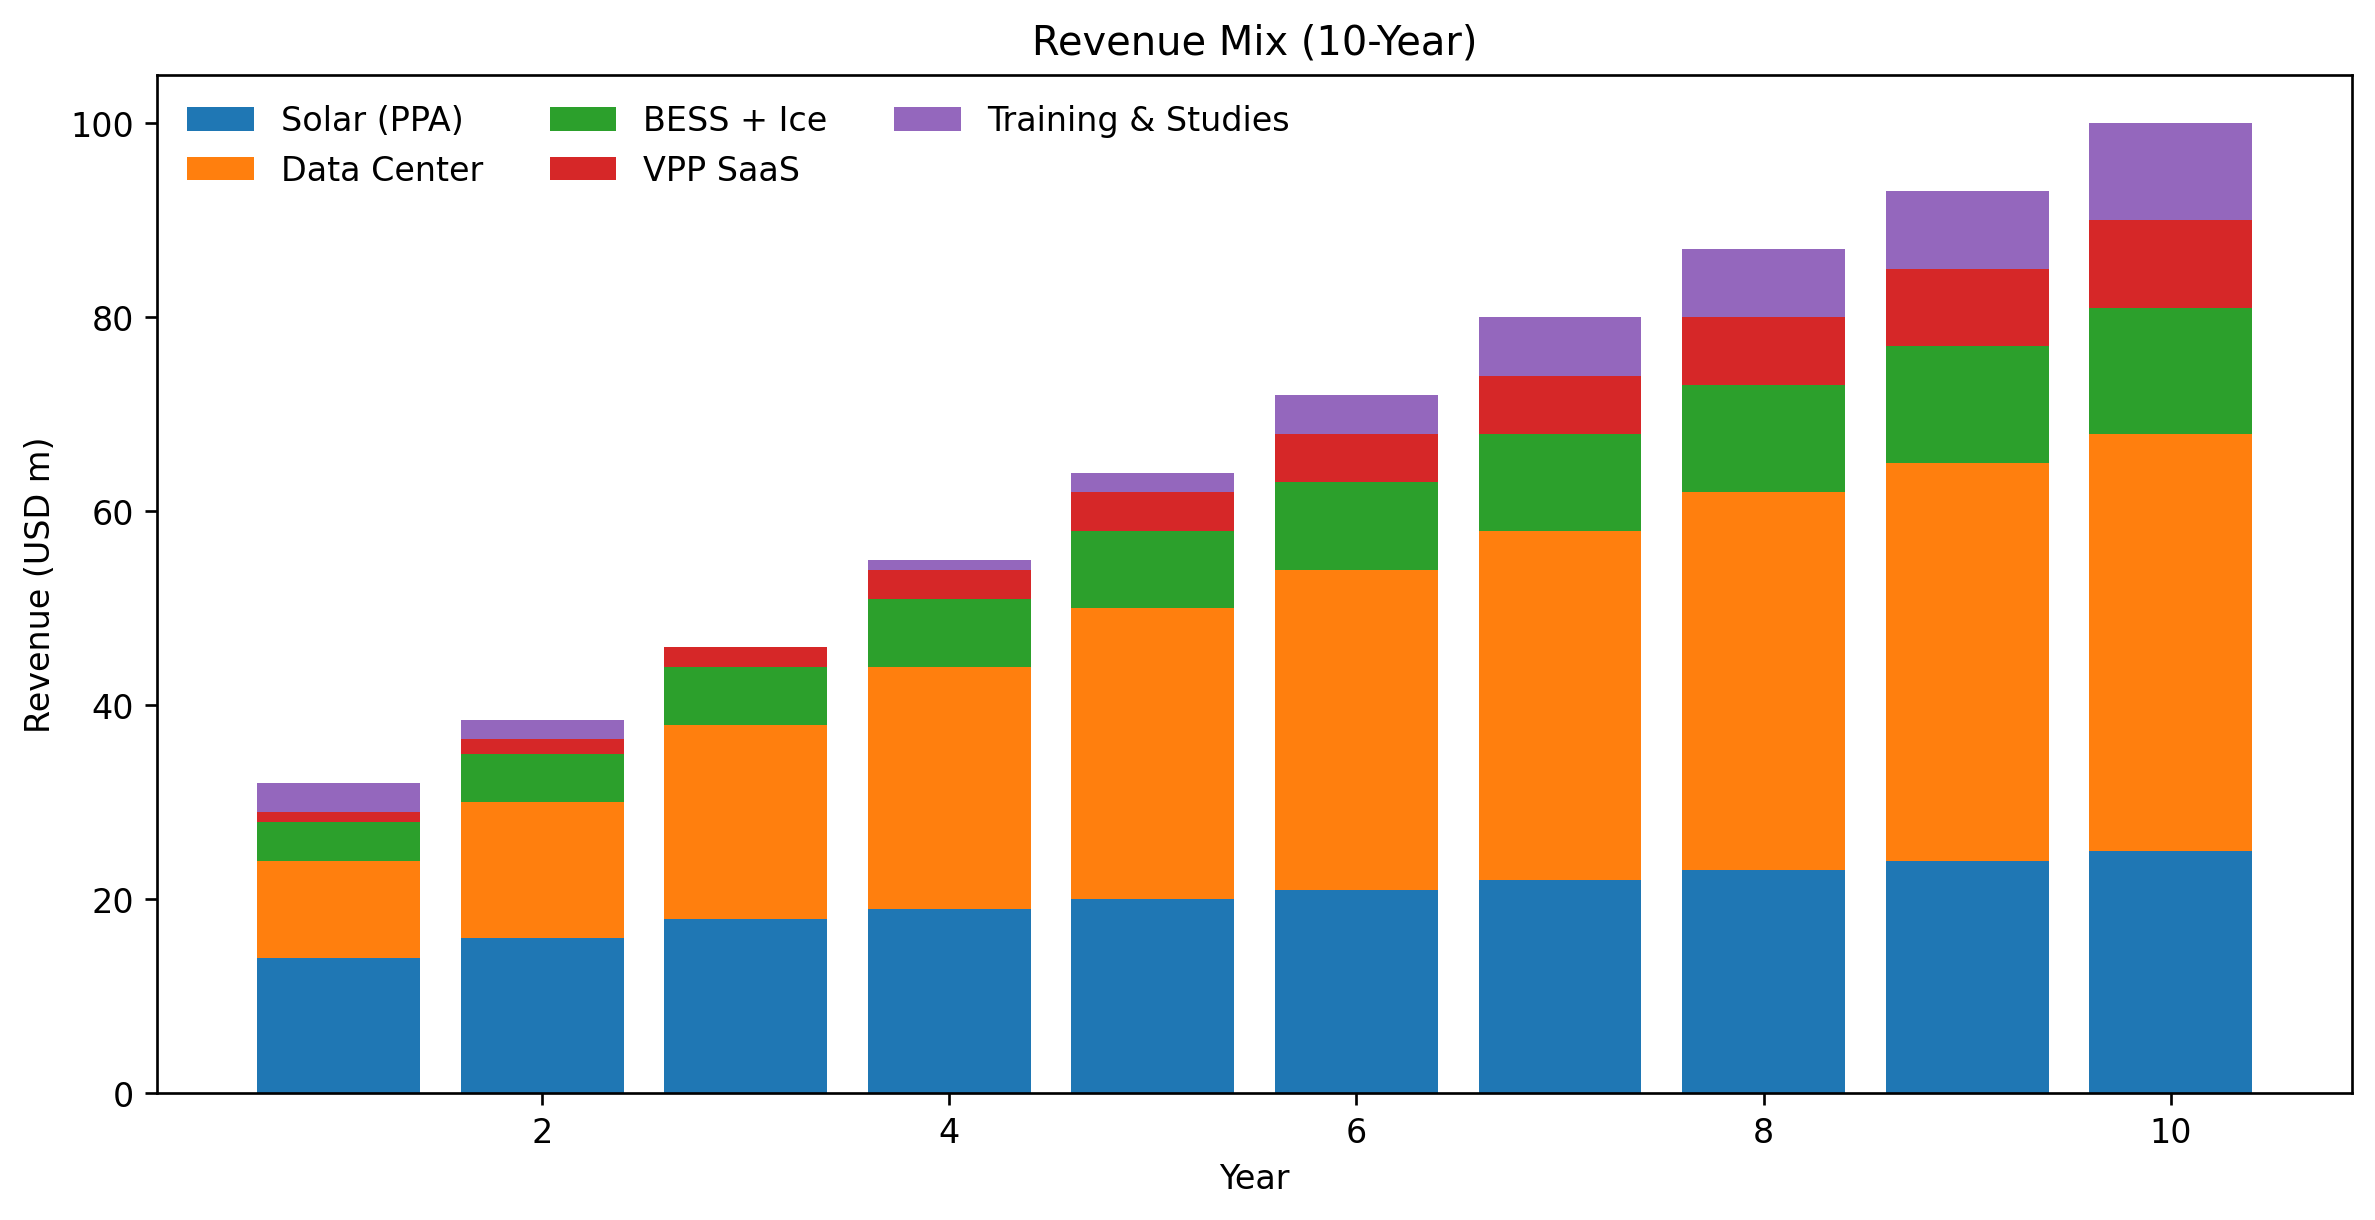 Revenue Mix (10-Year)
Solar (PPA)
Data Center
BESS + Ice
VPP SaaS
Training & Studies
Revenue (USD m)
100
80
60
40
20
0
2
4
6
8
10
Year